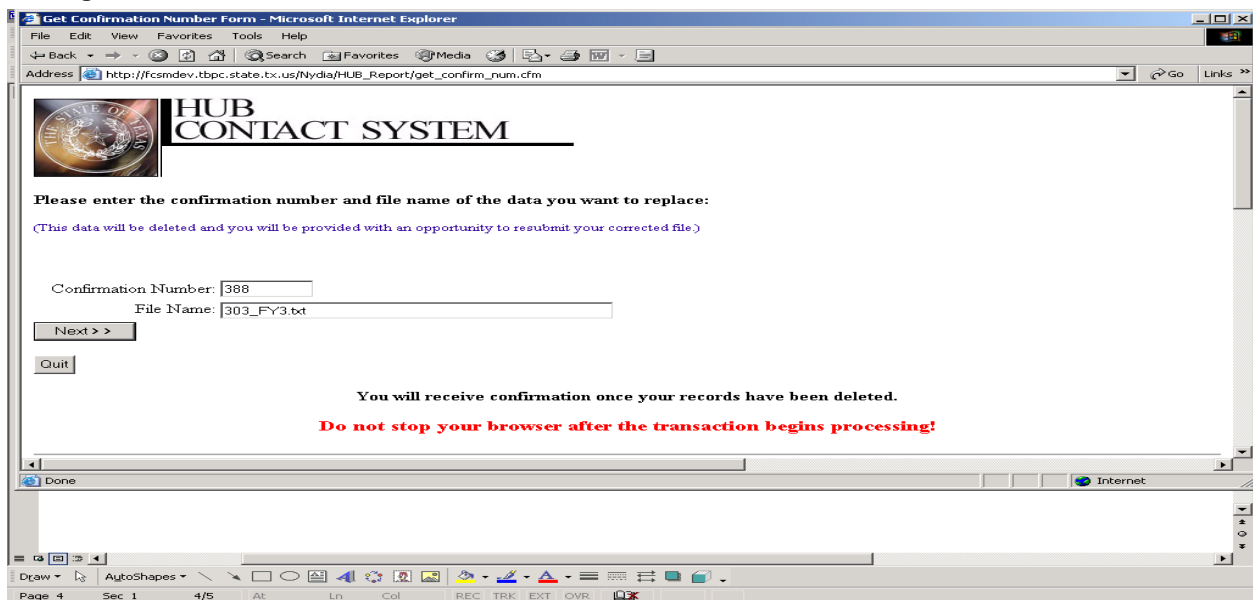 Get Confirmation Number Form - Microsoft Internet Explorer
File Edit View Favorites Tools Help
Back Search Favorites Media
Address http://fcsmdev.tbpc.state.tx.us/Nydia/HUB_Report/get_confirm_num.cfm Go Links »
THE STATE OF TEXAS
HUB
CONTACT SYSTEM
Please enter the confirmation number and file name of the data you want to replace:
(This data will be deleted and you will be provided with an opportunity to resubmit your corrected file.)
Confirmation Number: 388
File Name: 303_FY3.txt
Next > >
Quit
You will receive confirmation once your records have been deleted.
Do not stop your browser after the transaction begins processing!
Done Internet
Draw AutoShapes
Page 4 Sec 1 4/5 At Ln Col REC TRK EXT OVR